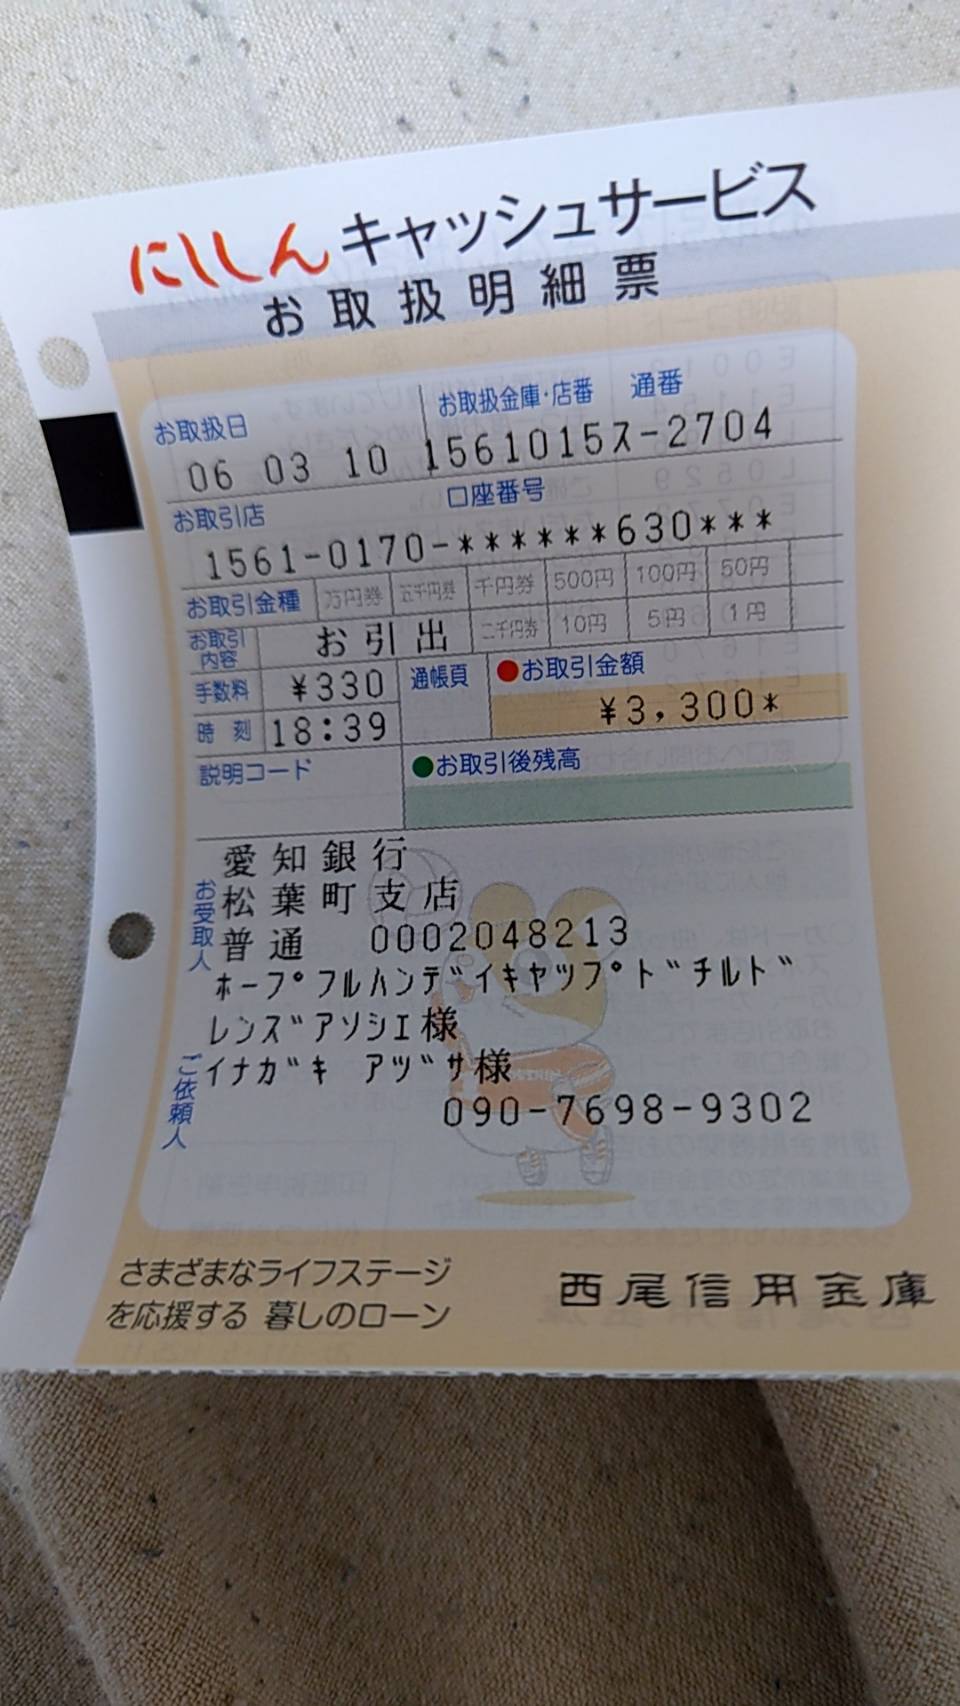 にししん キャッシュサービス
お取扱明細票
お取扱日 お取扱金庫・店番 通番
06 03 10 1561015ス-2704
お取引店 口座番号
1561-0170-******630***
お取引金種 万円券 五千円券 千円券 500円 100円 50円
二千円券 10円 5円 1円
お取引内容 お引出
手数料 ¥330 通帳頁 お取引金額
¥3,300*
時刻 18:39
説明コード お取引後残高
お受取人
愛知銀行
松葉町支店
普通 0002048213
ホープフルハンデイキヤツプトドチルド
レンズアソシエ様
ご依頼人
イナガキ アヅサ様
090-7698-9302
さまざまなライフステージ
を応援する 暮しのローン
西尾信用金庫